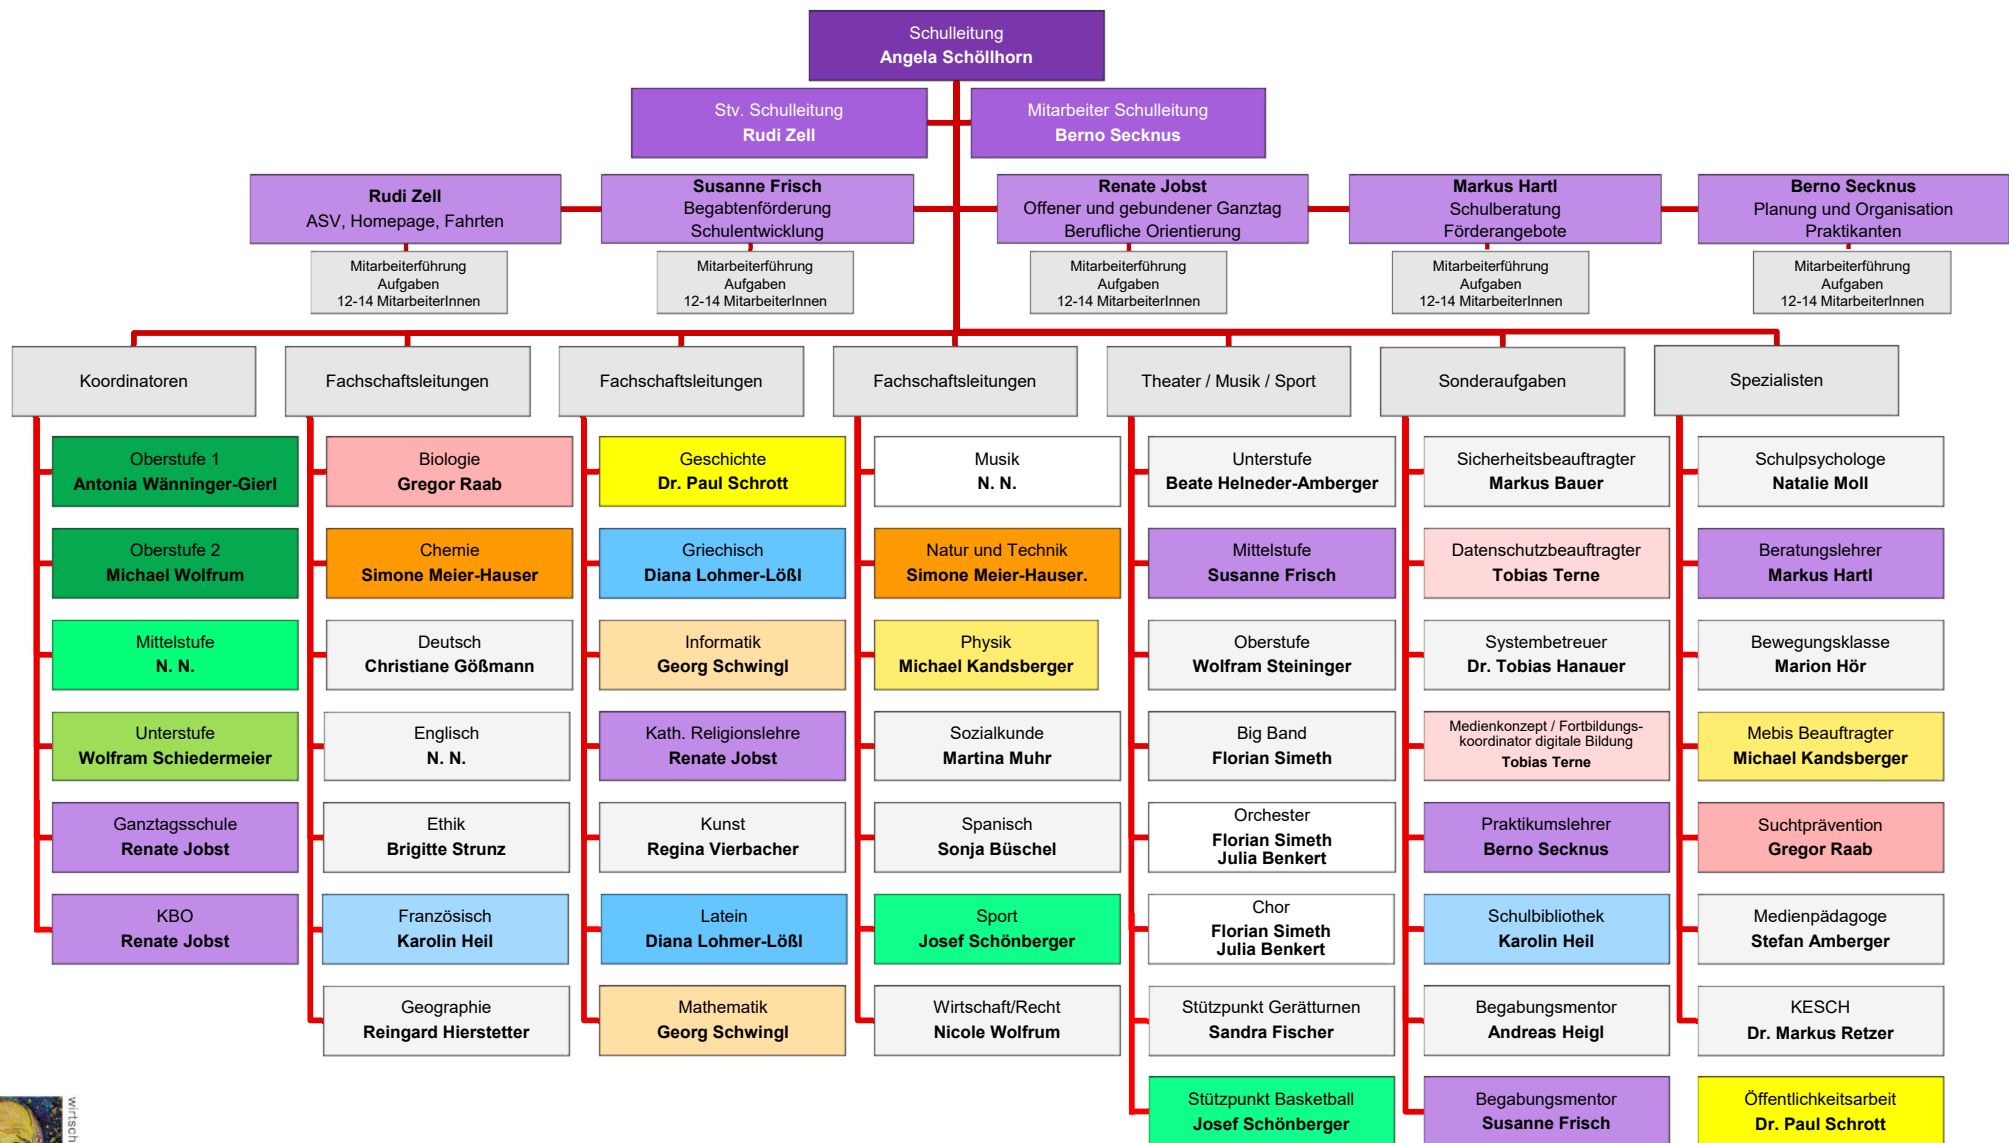 Schulleitung
Angela Schöllhorn
Stv. Schulleitung
Rudi Zell
Mitarbeiter Schulleitung
Berno Secknus
Rudi Zell
ASV, Homepage, Fahrten
Susanne Frisch
Begabtenförderung
Schulentwicklung
Renate Jobst
Offener und gebundener Ganztag
Berufliche Orientierung
Markus Hartl
Schulberatung
Förderangebote
Berno Secknus
Planung und Organisation
Praktikanten
Mitarbeiterführung
Aufgaben
12-14 MitarbeiterInnen
Mitarbeiterführung
Aufgaben
12-14 MitarbeiterInnen
Mitarbeiterführung
Aufgaben
12-14 MitarbeiterInnen
Mitarbeiterführung
Aufgaben
12-14 MitarbeiterInnen
Mitarbeiterführung
Aufgaben
12-14 MitarbeiterInnen
Koordinatoren
Oberstufe 1
Antonia Wänninger-Gierl
Oberstufe 2
Michael Wolfrum
Mittelstufe
N. N.
Unterstufe
Wolfram Schiedermeier
Ganztagsschule
Renate Jobst
KBO
Renate Jobst
Fachschaftsleitungen
Biologie
Gregor Raab
Chemie
Simone Meier-Hauser
Deutsch
Christiane Gößmann
Englisch
N. N.
Ethik
Brigitte Strunz
Französisch
Karolin Heil
Geographie
Reingard Hierstetter
Fachschaftsleitungen
Geschichte
Dr. Paul Schrott
Griechisch
Diana Lohmer-Lößl
Informatik
Georg Schwingl
Kath. Religionslehre
Renate Jobst
Kunst
Regina Vierbacher
Latein
Diana Lohmer-Lößl
Mathematik
Georg Schwingl
Fachschaftsleitungen
Musik
N. N.
Natur und Technik
Simone Meier-Hauser.
Physik
Michael Kandsberger
Sozialkunde
Martina Muhr
Spanisch
Sonja Büschel
Sport
Josef Schönberger
Wirtschaft/Recht
Nicole Wolfrum
Theater / Musik / Sport
Unterstufe
Beate Helneder-Amberger
Mittelstufe
Susanne Frisch
Oberstufe
Wolfram Steininger
Big Band
Florian Simeth
Orchester
Florian Simeth
Julia Benkert
Chor
Florian Simeth
Julia Benkert
Stützpunkt Gerätturnen
Sandra Fischer
Stützpunkt Basketball
Josef Schönberger
Sonderaufgaben
Sicherheitsbeauftragter
Markus Bauer
Datenschutzbeauftragter
Tobias Terne
Systembetreuer
Dr. Tobias Hanauer
Medienkonzept / Fortbildungs-
koordinator digitale Bildung
Tobias Terne
Praktikumslehrer
Berno Secknus
Schulbibliothek
Karolin Heil
Begabungsmentor
Andreas Heigl
Begabungsmentor
Susanne Frisch
Spezialisten
Schulpsychologe
Natalie Moll
Beratungslehrer
Markus Hartl
Bewegungsklasse
Marion Hör
Mebis Beauftragter
Michael Kandsberger
Suchtprävention
Gregor Raab
Medienpädagoge
Stefan Amberger
KESCH
Dr. Markus Retzer
Öffentlichkeitsarbeit
Dr. Paul Schrott
wirtsch